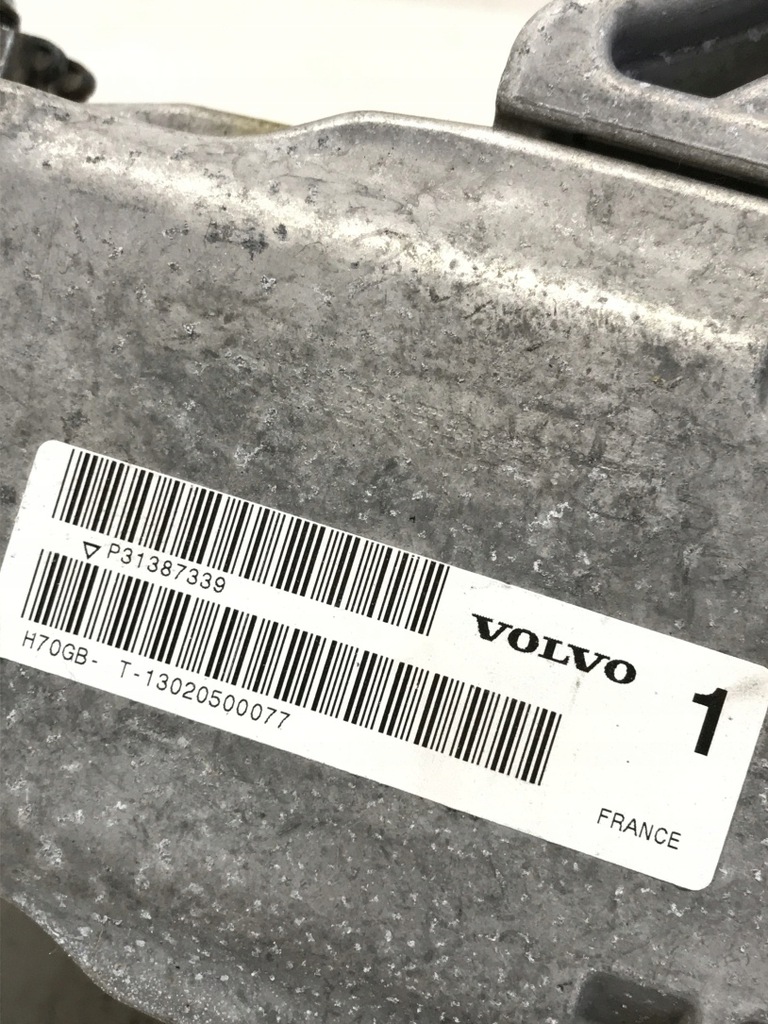 ▽P31387339
H70GB- T-13020500077
VOLVO
1
FRANCE